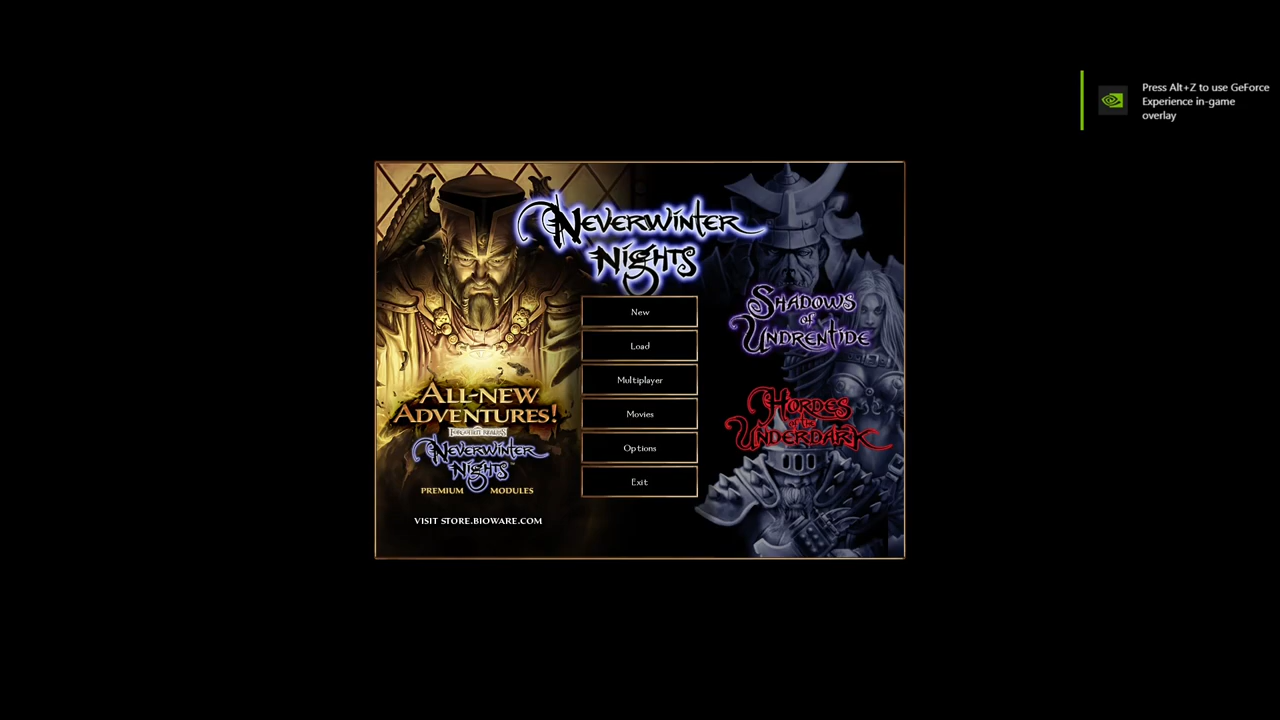 Press Alt+Z to use GeForce
Experience in-game
overlay
NEVERWINTER
NIGHTS
New
Load
Multiplayer
Movies
Options
Exit
SHADOWS
of
UNDRENTIDE
HORDES
of the
UNDERDARK
ALL-NEW
ADVENTURES!
FORGOTTEN REALMS
NEVERWINTER
NIGHTS
PREMIUM MODULES
VISIT STORE.BIOWARE.COM